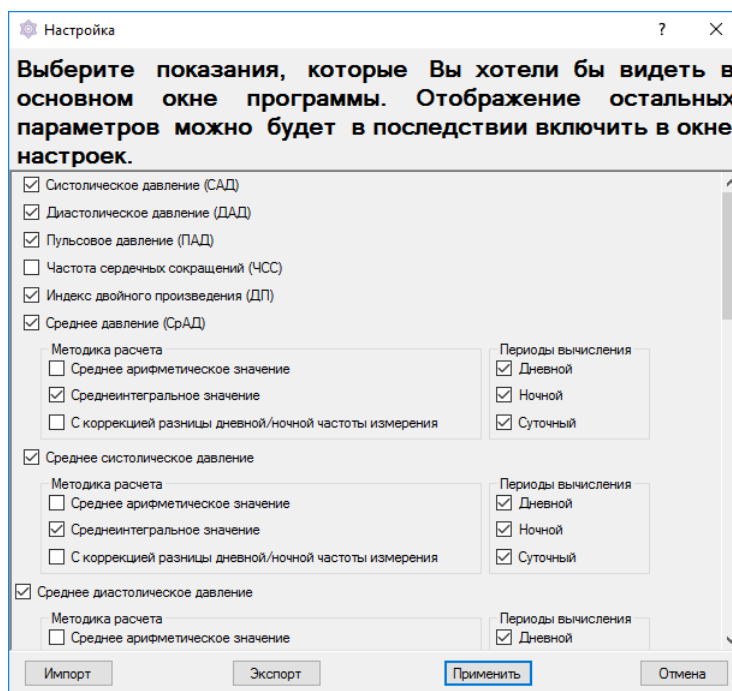 Настройка
Выберите показания, которые Вы хотели бы видеть в
основном окне программы. Отображение остальных
параметров можно будет в последствии включить в окне
настроек.
Систолическое давление (САД)
Диастолическое давление (ДАД)
Пульсовое давление (ПАД)
Частота сердечных сокращений (ЧСС)
Индекс двойного произведения (ДП)
Среднее давление (СрАД)
Методика расчета Периоды вычисления
Среднее арифметическое значение Дневной
Среднеинтегральное значение Ночной
С коррекцией разницы дневной/ночной частоты измерения Суточный
Среднее систолическое давление
Методика расчета Периоды вычисления
Среднее арифметическое значение Дневной
Среднеинтегральное значение Ночной
С коррекцией разницы дневной/ночной частоты измерения Суточный
Среднее диастолическое давление
Методика расчета Периоды вычисления
Среднее арифметическое значение Дневной
Импорт Экспорт Применить Отмена